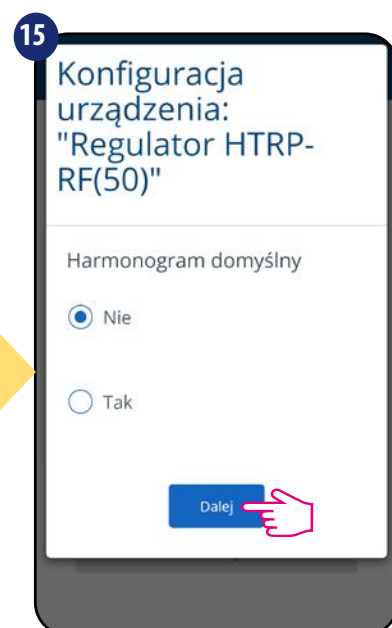 15
Konfiguracja
urządzenia:
"Regulator HTRP-
RF(50)"
Harmonogram domyślny
Nie
Tak
Dalej